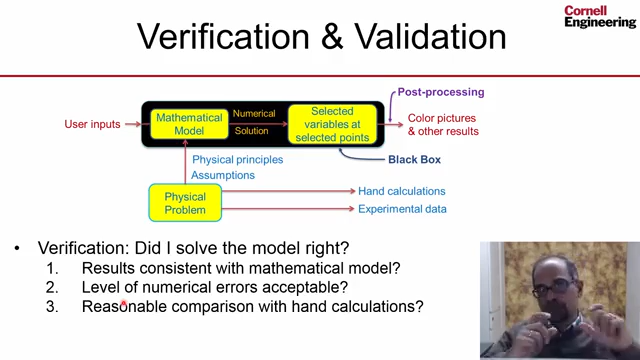 Cornell
Engineering
Verification & Validation
Post-processing
User inputs
Mathematical
Model
Numerical
Solution
Selected
variables at
selected points
Color pictures
& other results
Physical principles
Assumptions
Black Box
Physical
Problem
Hand calculations
Experimental data
• Verification: Did I solve the model right?
1. Results consistent with mathematical model?
2. Level of numerical errors acceptable?
3. Reasonable comparison with hand calculations?